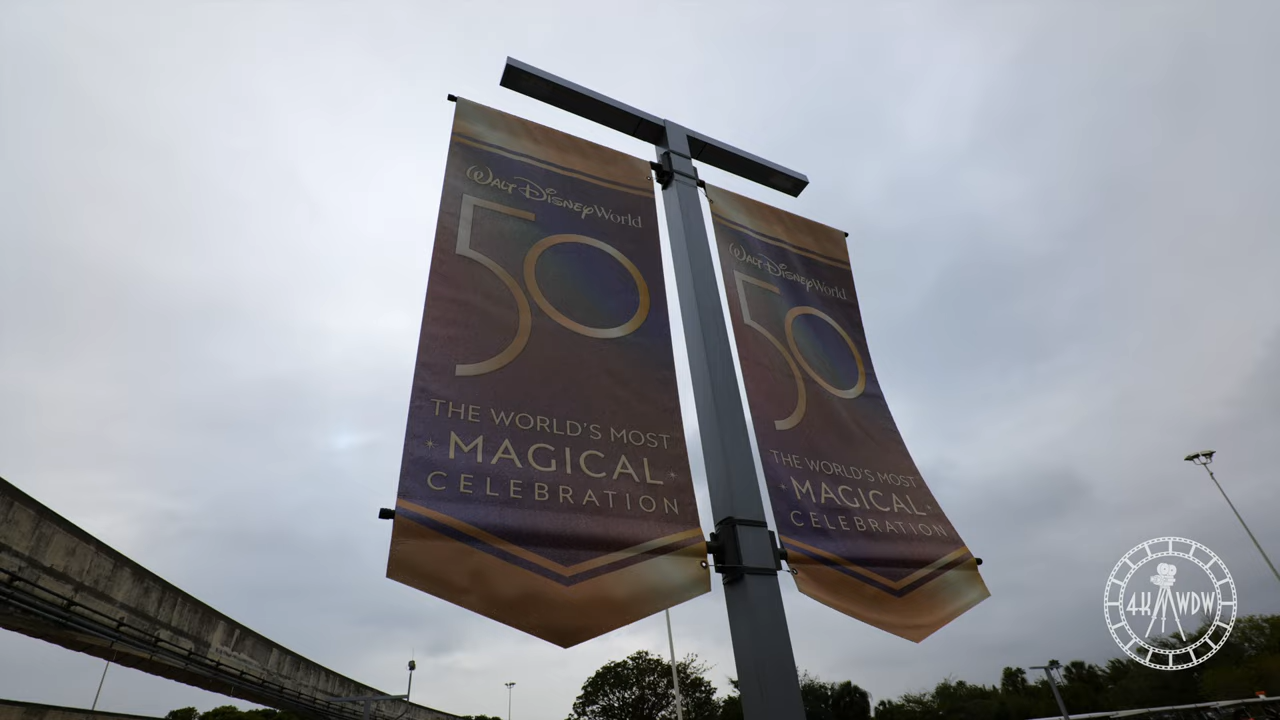 Walt Disney World
50
THE WORLD'S MOST
MAGICAL
CELEBRATION
Walt Disney World
50
THE WORLD'S MOST
MAGICAL
CELEBRATION
4K WDW